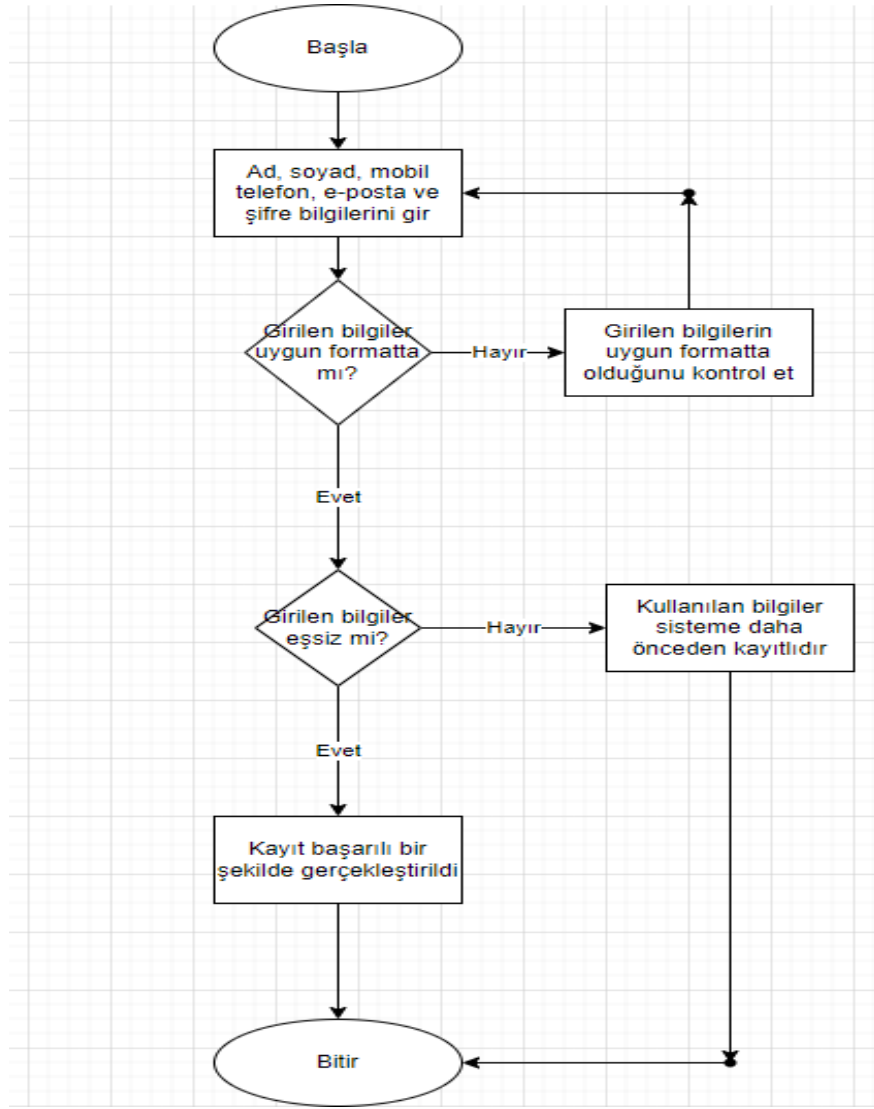 Başla
Ad, soyad, mobil
telefon, e-posta ve
şifre bilgilerini gir
Girilen bilgiler
uygun formatta
mı?
Hayır
Girilen bilgilerin
uygun formatta
olduğunu kontrol et
Evet
Girilen bilgiler
eşsiz mi?
Hayır
Kullanılan bilgiler
sisteme daha
önceden kayıtlıdır
Evet
Kayıt başarılı bir
şekilde gerçekleştirildi
Bitir